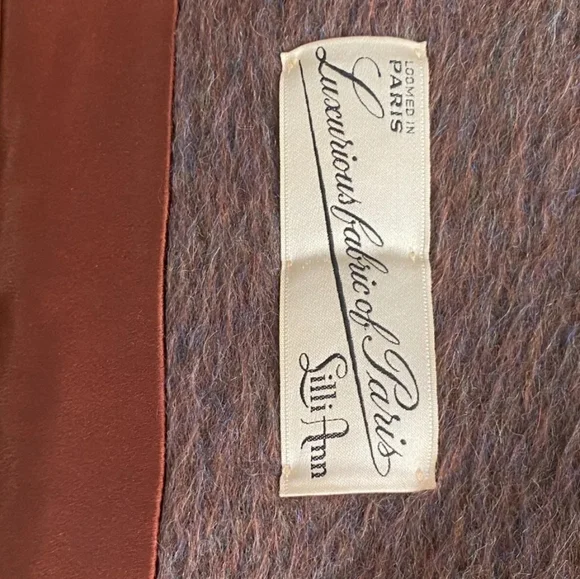 LOOMED IN
PARIS
Luxurious fabric of Paris
Lilli Ann